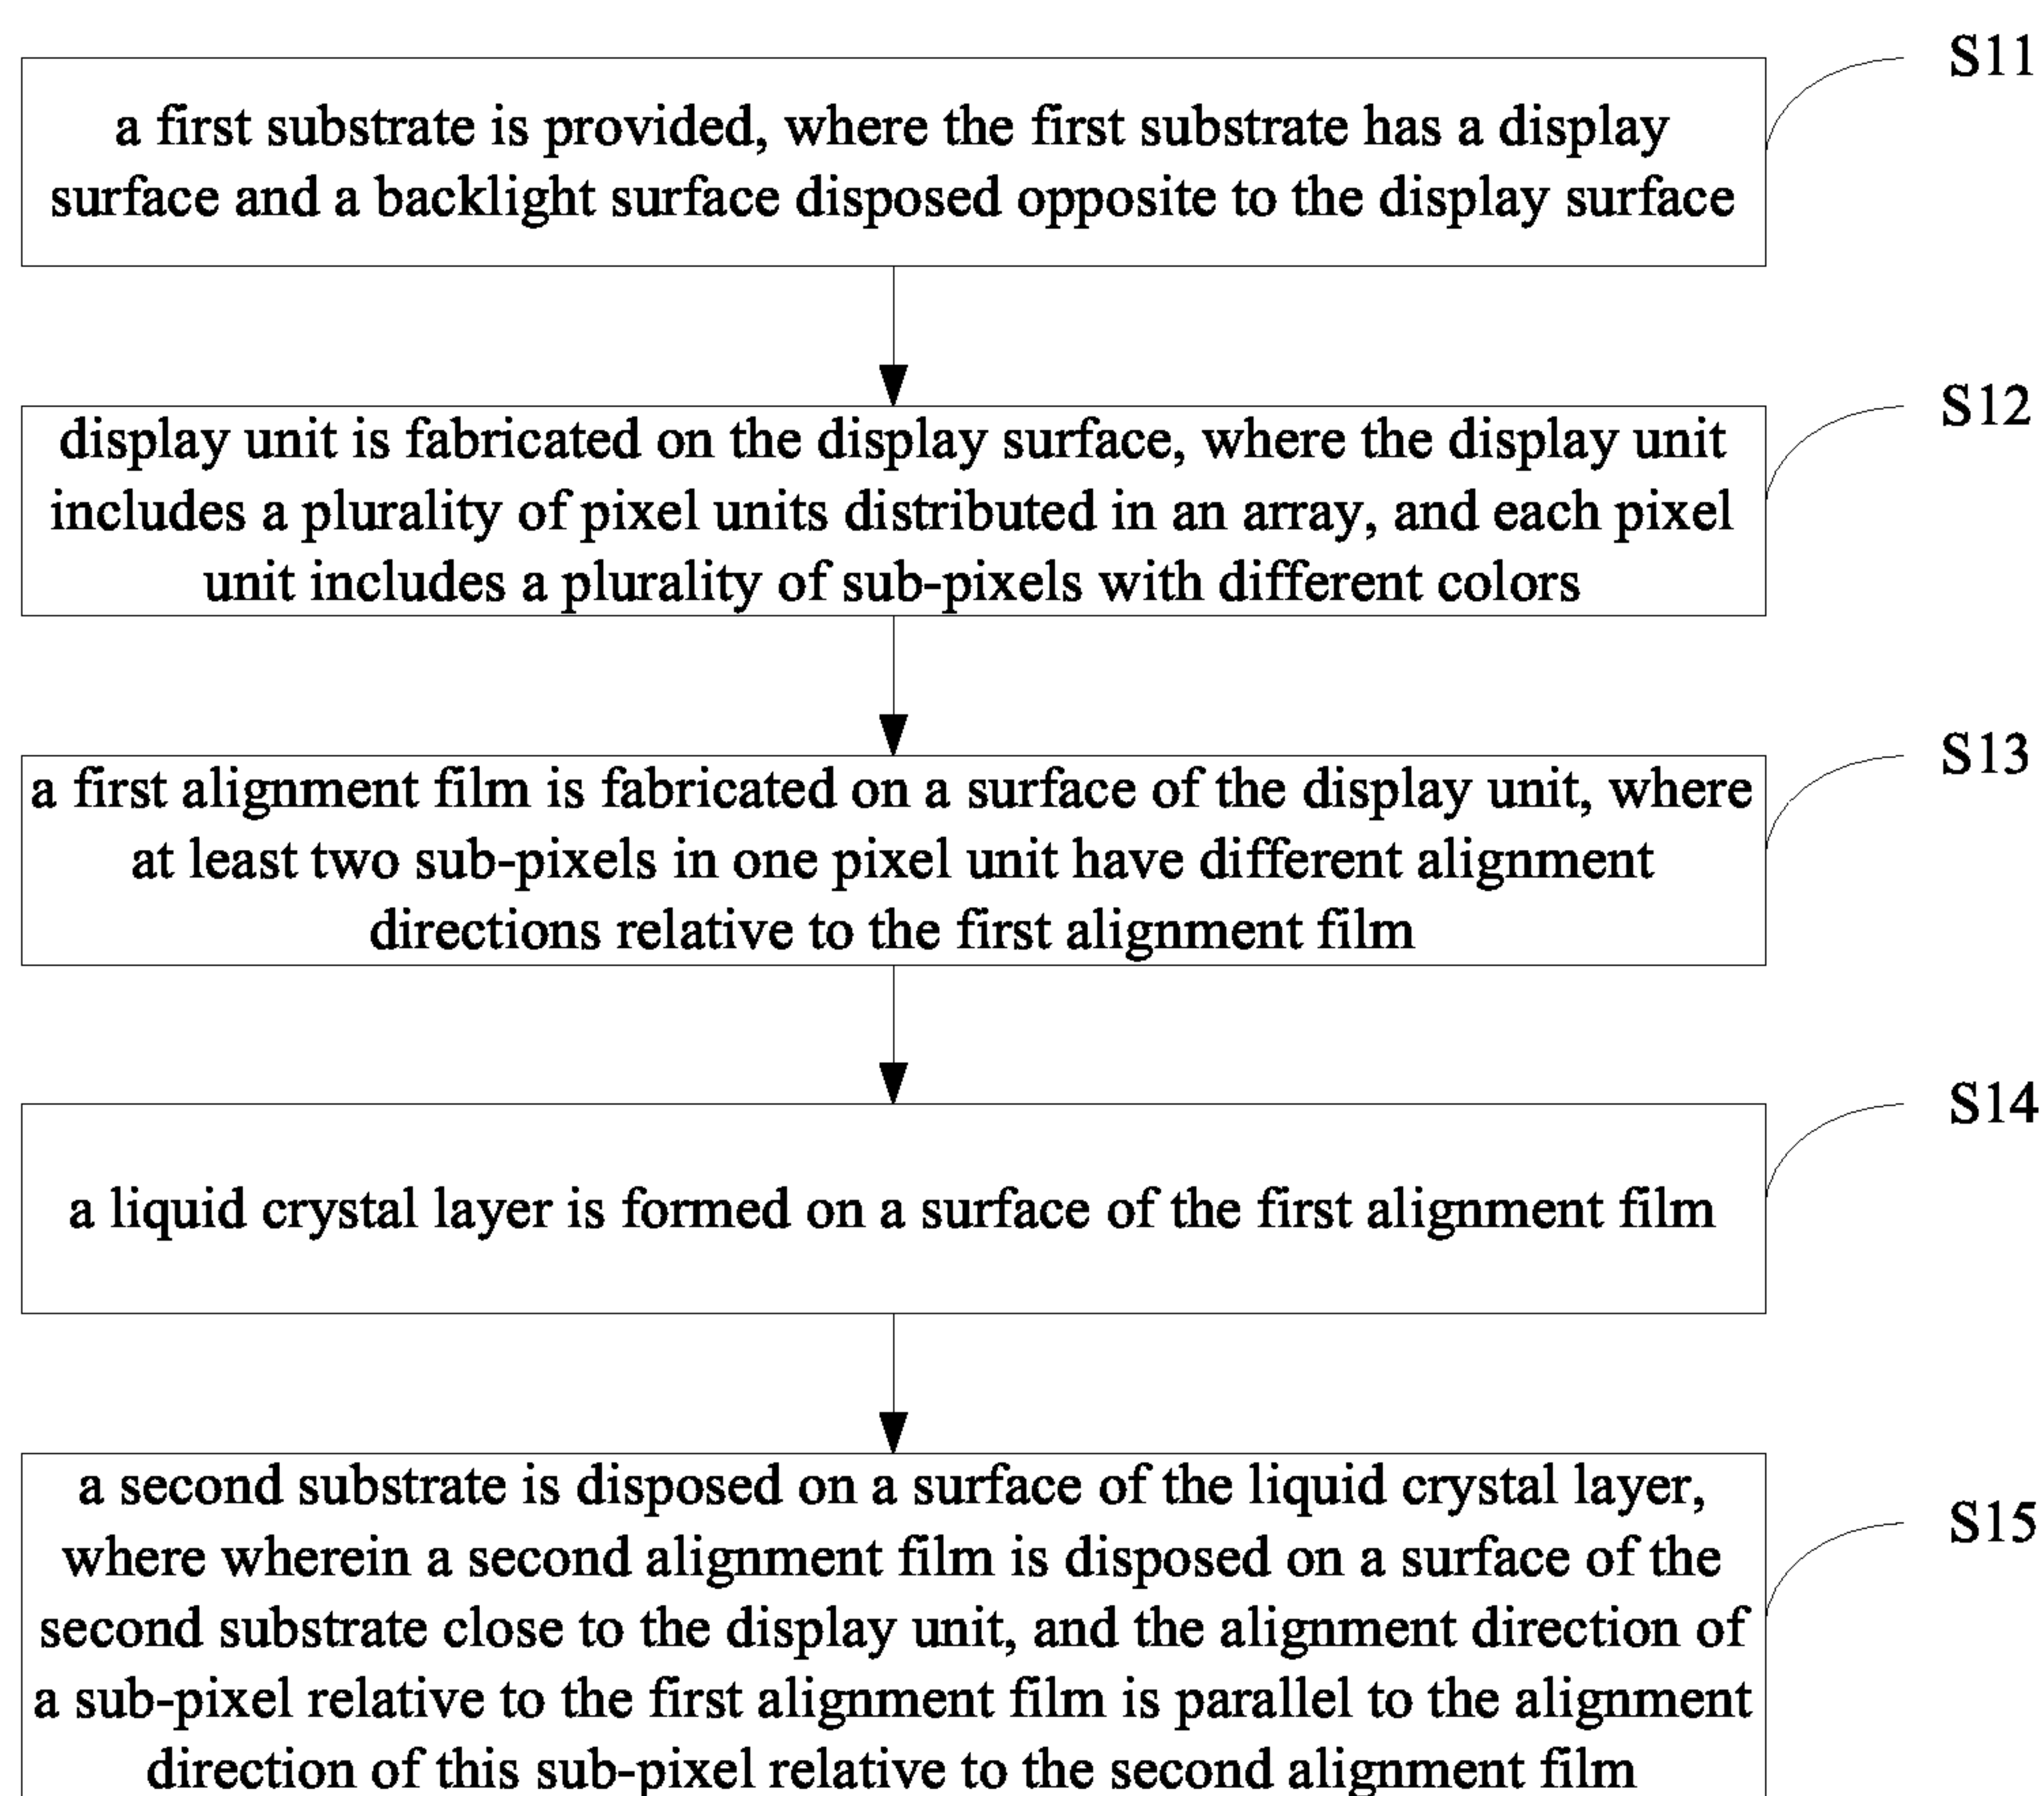 S11
a first substrate is provided, where the first substrate has a display
surface and a backlight surface disposed opposite to the display surface
S12
display unit is fabricated on the display surface, where the display unit
includes a plurality of pixel units distributed in an array, and each pixel
unit includes a plurality of sub-pixels with different colors
S13
a first alignment film is fabricated on a surface of the display unit, where
at least two sub-pixels in one pixel unit have different alignment
directions relative to the first alignment film
S14
a liquid crystal layer is formed on a surface of the first alignment film
S15
a second substrate is disposed on a surface of the liquid crystal layer,
where wherein a second alignment film is disposed on a surface of the
second substrate close to the display unit, and the alignment direction of
a sub-pixel relative to the first alignment film is parallel to the alignment
direction of this sub-pixel relative to the second alignment film